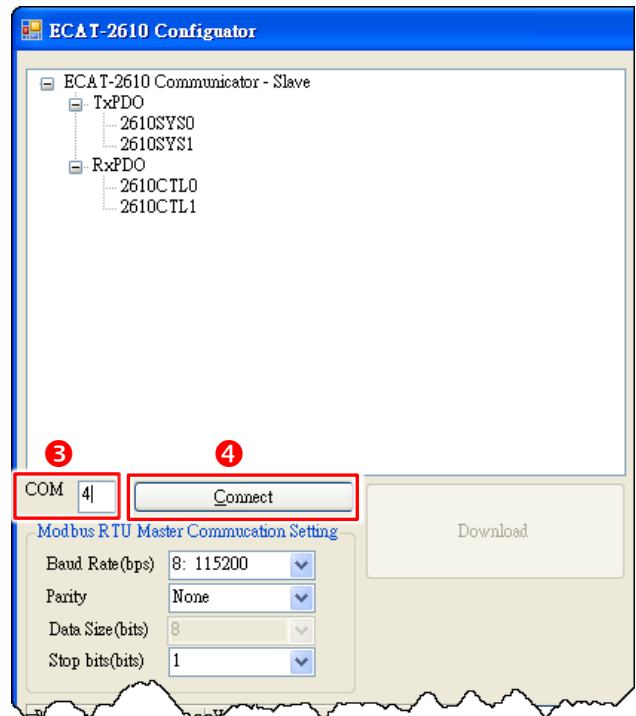 ECAT-2610 Configuator
ECAT-2610 Communicator - Slave
TxPDO
2610SYS0
2610SYS1
RxPDO
2610CTL0
2610CTL1
3 4
COM 4 Connect
Modbus RTU Master Commucation Setting
Download
Baud Rate(bps) 8: 115200
Parity None
Data Size(bits) 8
Stop bits(bits) 1